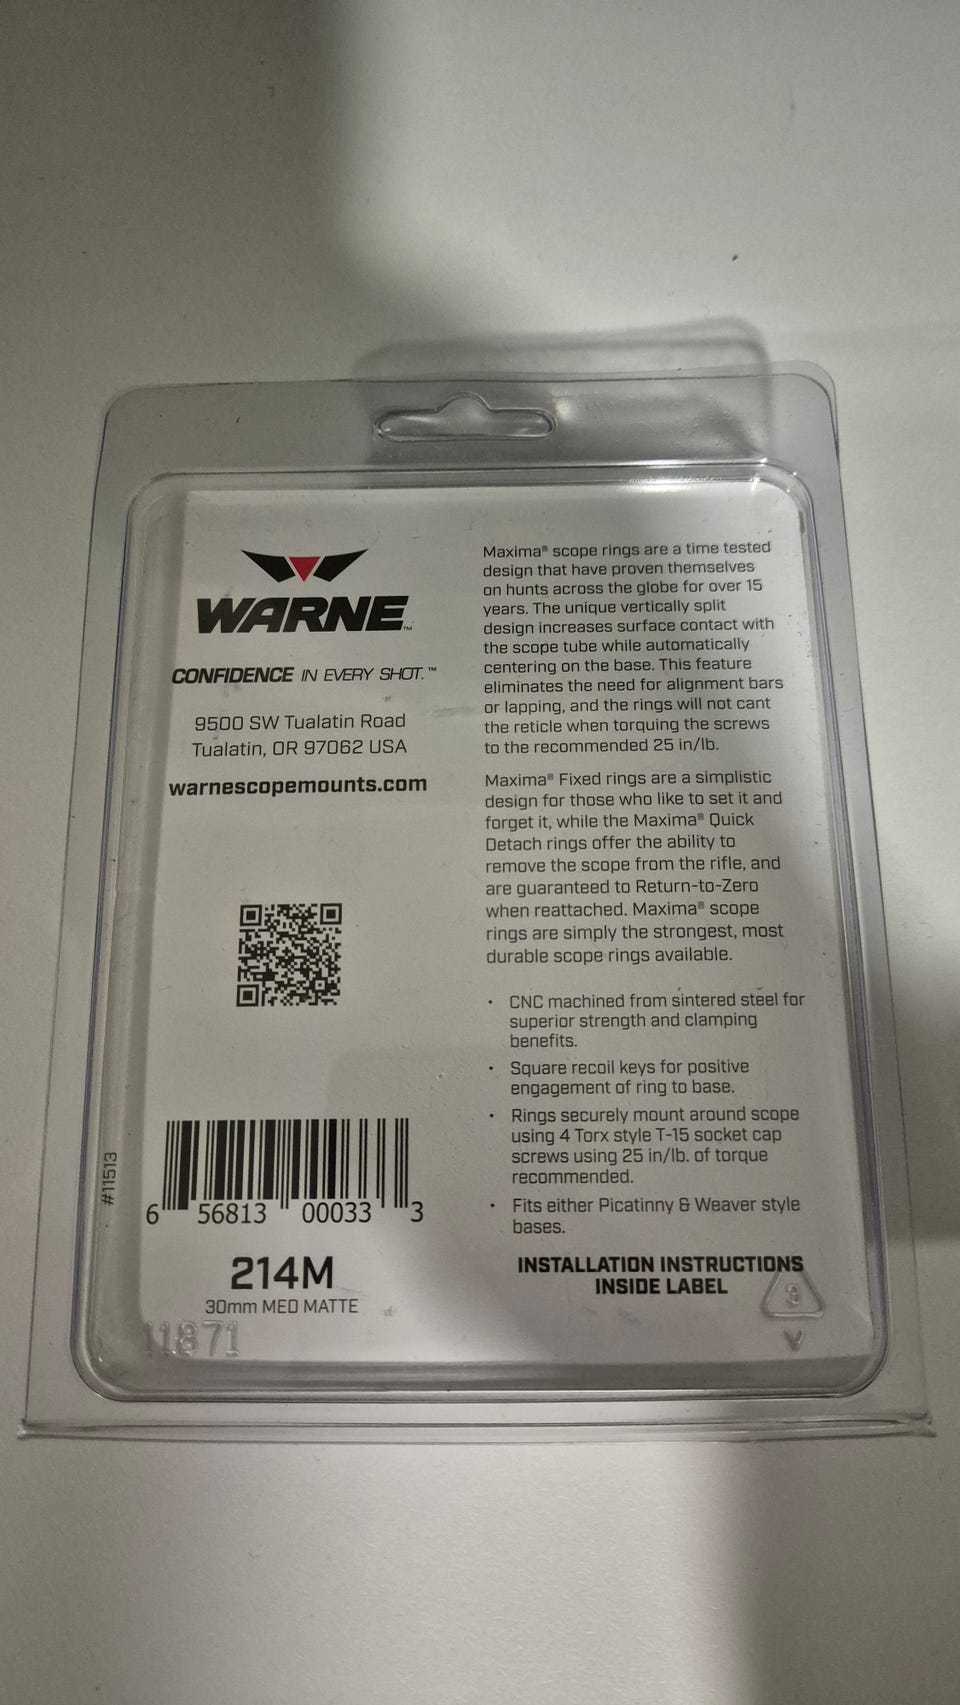 WARNE™
CONFIDENCE IN EVERY SHOT.™
9500 SW Tualatin Road
Tualatin, OR 97062 USA
warnescopemounts.com
#11513
6 56813 00033 3
214M
30mm MED MATTE
11871
Maxima® scope rings are a time tested
design that have proven themselves
on hunts across the globe for over 15
years. The unique vertically split
design increases surface contact with
the scope tube while automatically
centering on the base. This feature
eliminates the need for alignment bars
or lapping, and the rings will not cant
the reticle when torquing the screws
to the recommended 25 in/lb.
Maxima® Fixed rings are a simplistic
design for those who like to set it and
forget it, while the Maxima® Quick
Detach rings offer the ability to
remove the scope from the rifle, and
are guaranteed to Return-to-Zero
when reattached. Maxima® scope
rings are simply the strongest, most
durable scope rings available.
• CNC machined from sintered steel for
superior strength and clamping
benefits.
• Square recoil keys for positive
engagement of ring to base.
• Rings securely mount around scope
using 4 Torx style T-15 socket cap
screws using 25 in/lb. of torque
recommended.
• Fits either Picatinny & Weaver style
bases.
INSTALLATION INSTRUCTIONS
INSIDE LABEL
3
V